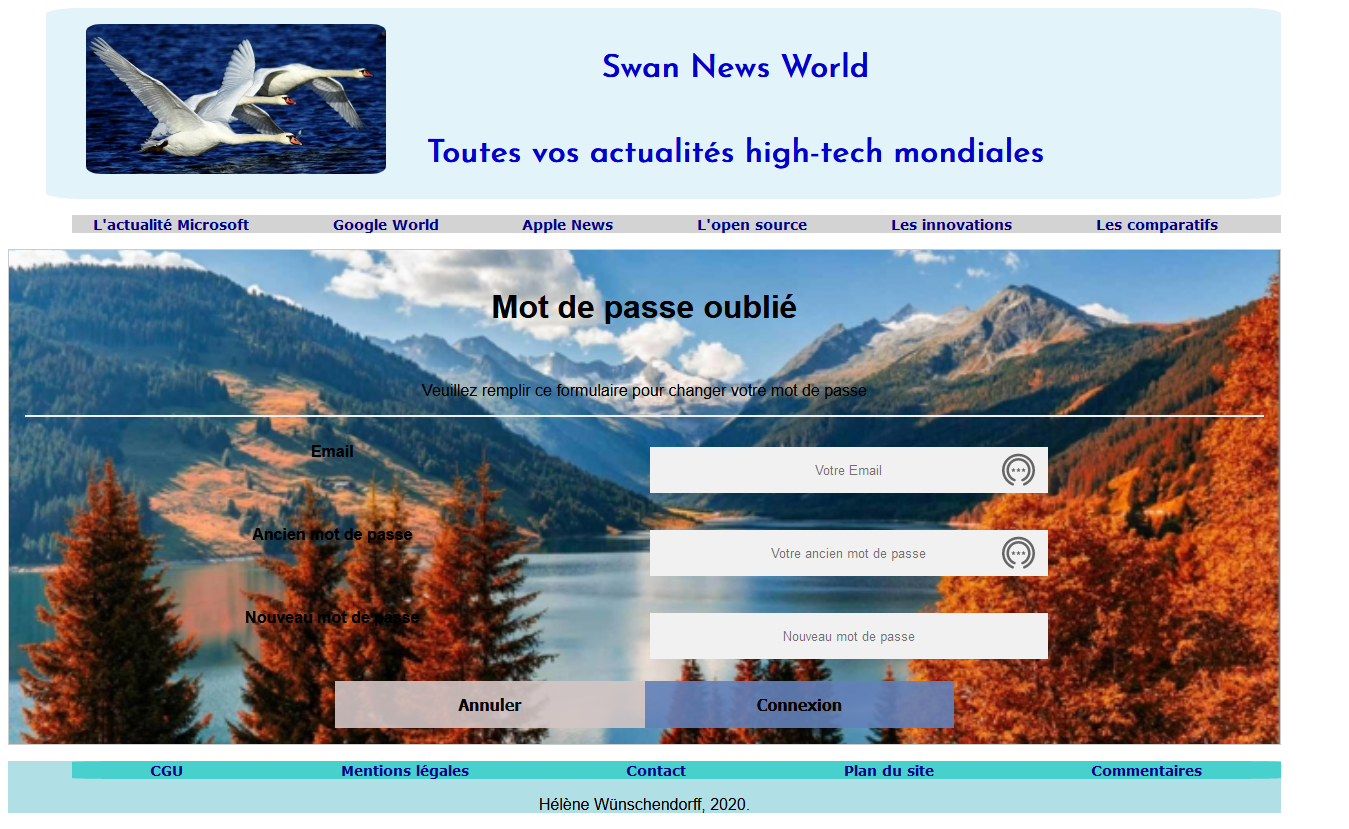 Swan News World
Toutes vos actualités high-tech mondiales
L'actualité Microsoft Google World Apple News L'open source Les innovations Les comparatifs
Mot de passe oublié
Veuillez remplir ce formulaire pour changer votre mot de passe
Email Votre Email
Ancien mot de passe Votre ancien mot de passe
Nouveau mot de passe Nouveau mot de passe
Annuler Connexion
CGU Mentions légales Contact Plan du site Commentaires
Hélène Wünschendorff, 2020.